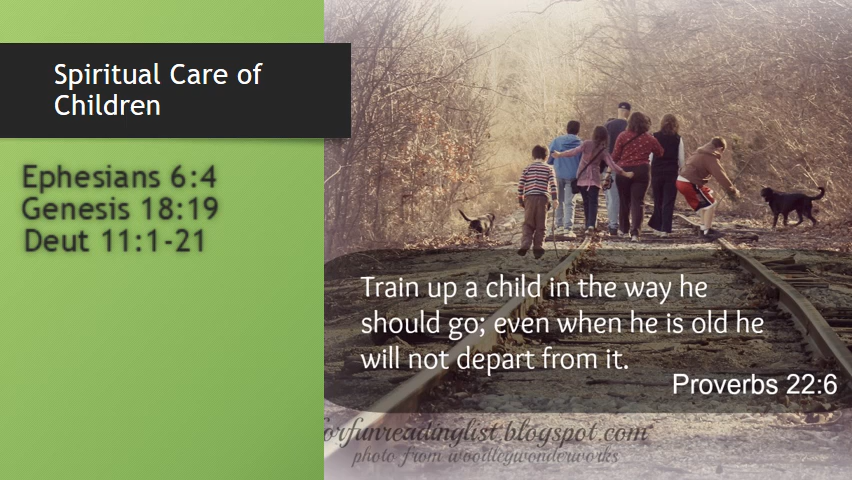 Spiritual Care of
Children
Ephesians 6:4
Genesis 18:19
Deut 11:1-21
Train up a child in the way he
should go; even when he is old he
will not depart from it.
Proverbs 22:6
orfunreadinglist.blogspot.com
photo from woodleywonderworks